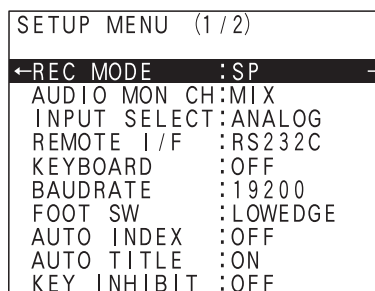 SETUP MENU (1/2)
←REC MODE :SP
AUDIO MON CH:MIX
INPUT SELECT:ANALOG
REMOTE I/F :RS232C
KEYBOARD :OFF
BAUDRATE :19200
FOOT SW :LOWEDGE
AUTO INDEX :OFF
AUTO TITLE :ON
KEY INHIBIT :OFF